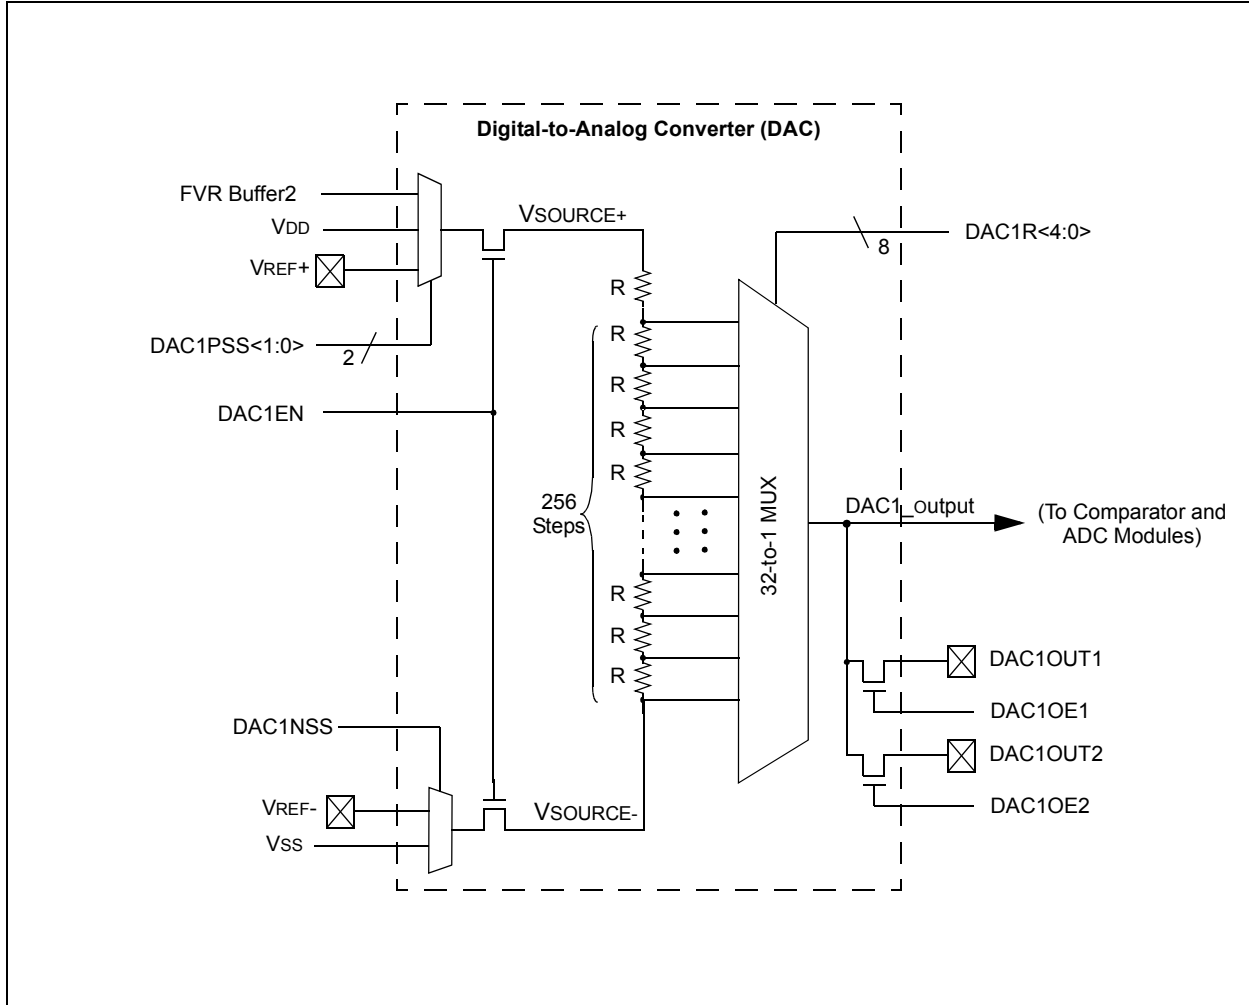 Digital-to-Analog Converter (DAC)
FVR Buffer2
VDD
VREF+
DAC1PSS<1:0>
2
DAC1EN
VSOURCE+
R
R
R
R
R
256
Steps
R
R
R
32-to-1 MUX
8
DAC1R<4:0>
DAC1_output
(To Comparator and
ADC Modules)
DAC1OUT1
DAC1OE1
DAC1OUT2
DAC1OE2
DAC1NSS
VREF-
VSS
VSOURCE-